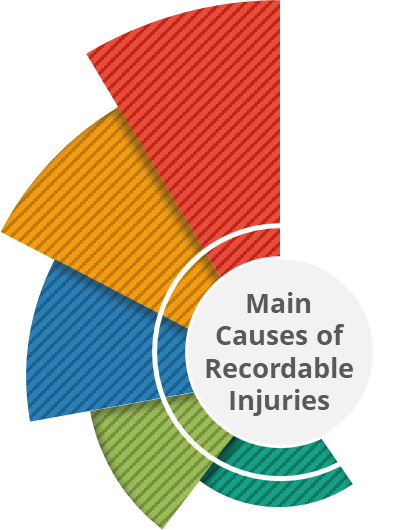 Main
Causes of
Recordable
Injuries